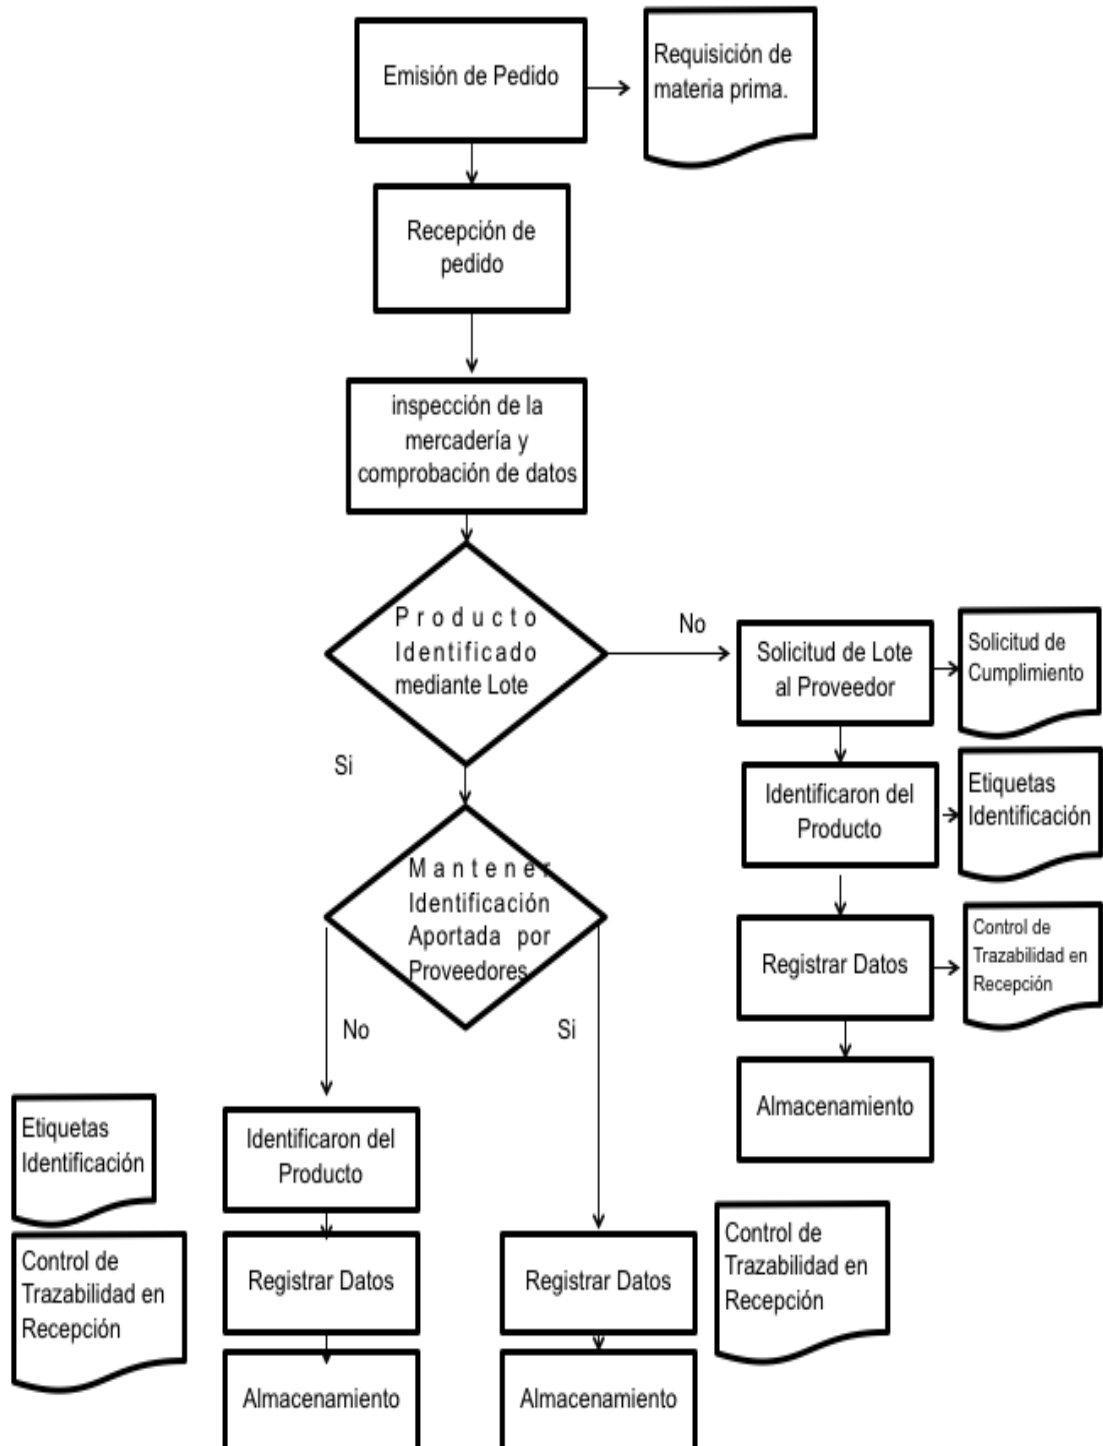 Emisión de Pedido
Requisición de
materia prima.
Recepción de
pedido
inspección de la
mercadería y
comprobación de datos
Producto
Identificado
mediante Lote
No
Solicitud de Lote
al Proveedor
Solicitud de
Cumplimiento
Si
Identificaron del
Producto
Etiquetas
Identificación
Mantener
Identificación
Aportada por
Proveedores
Registrar Datos
Control de
Trazabilidad en
Recepción
No
Si
Almacenamiento
Etiquetas
Identificación
Identificaron del
Producto
Control de
Trazabilidad en
Recepción
Registrar Datos
Registrar Datos
Control de
Trazabilidad en
Recepción
Almacenamiento
Almacenamiento